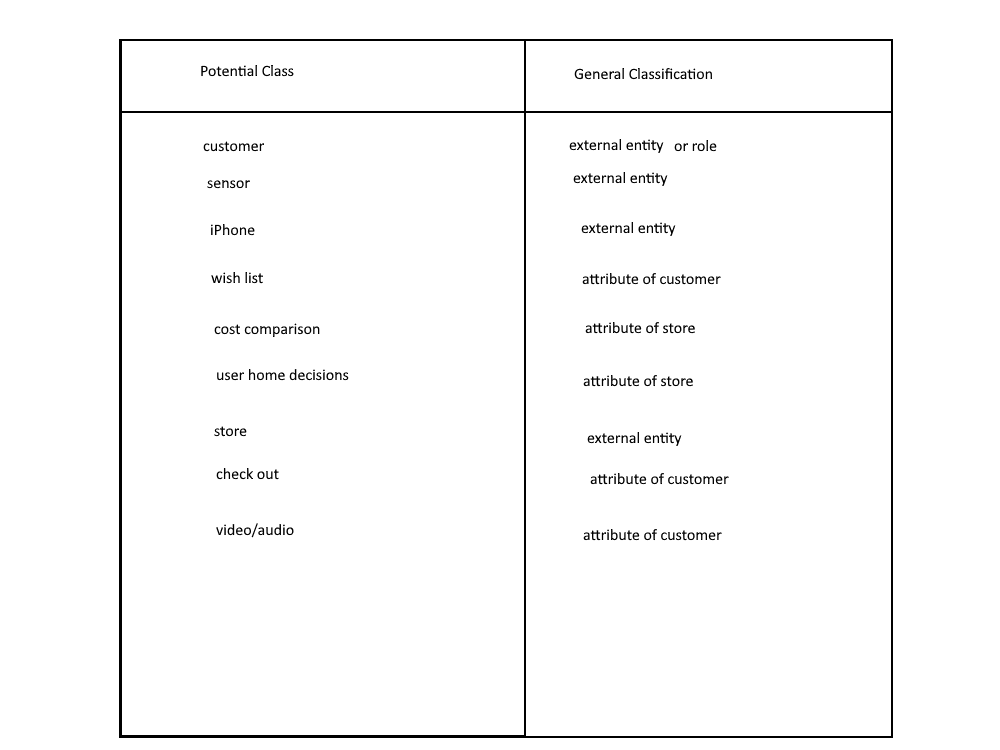 Potential Class General Classification
customer external entity or role
sensor external entity
iPhone external entity
wish list attribute of customer
cost comparison attribute of store
user home decisions attribute of store
store external entity
check out attribute of customer
video/audio attribute of customer